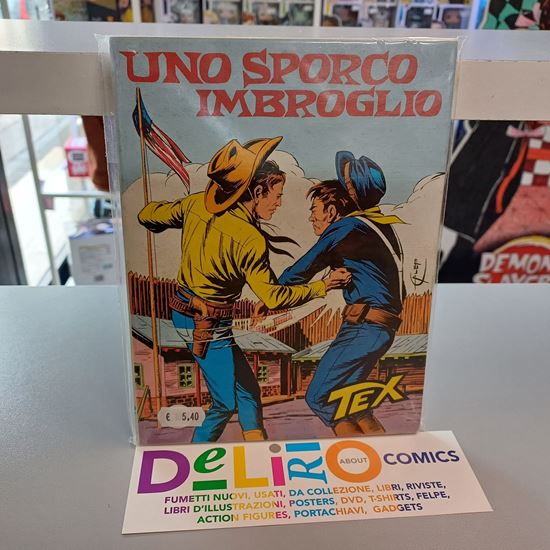 UNO SPORCO
IMBROGLIO
TEX
€ 5.40
DEMON
SLAYER
DeLiRiO ABOUT COMICS
FUMETTI NUOVI, USATI, DA COLLEZIONE, LIBRI, RIVISTE,
LIBRI D'ILLUSTRAZIONI, POSTERS, DVD, T-SHIRTS, FELPE,
ACTION FIGURES, PORTACHIAVI, GADGETS